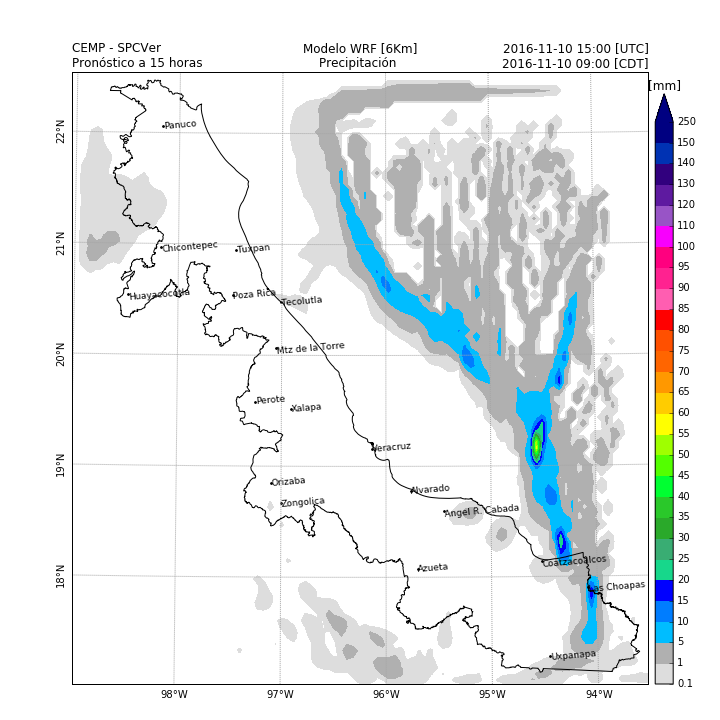 CEMP - SPCVer
Modelo WRF [6Km]
2016-11-10 15:00 [UTC]
Pronóstico a 15 horas
Precipitación
2016-11-10 09:00 [CDT]
[mm]
250
150
140
130
120
110
100
95
90
85
80
75
70
65
60
55
50
45
40
35
30
25
20
15
10
5
1
0.1
22°N
21°N
20°N
19°N
18°N
Panuco
Chicontepec
Tuxpan
Huayacocotla
Poza Rica
Tecolutla
Mtz de la Torre
Perote
Xalapa
Veracruz
Orizaba
Alvarado
Zongolica
Angel R. Cabada
Azueta
Coatzacoalcos
Las Choapas
Uxpanapa
98°W
97°W
96°W
95°W
94°W